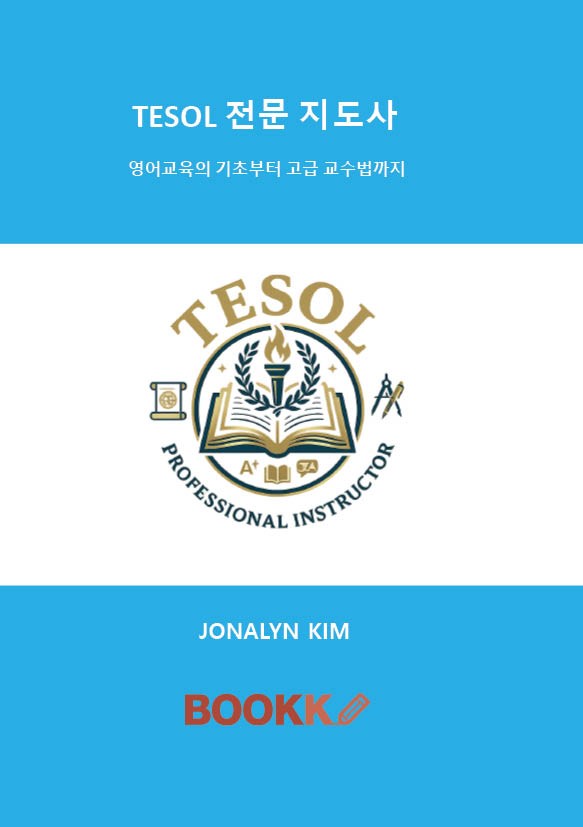 TESOL 전문 지도사
영어교육의 기초부터 고급 교수법까지
TESOL
A+
PROFESSIONAL INSTRUCTOR
JONALYN KIM
BOOKK